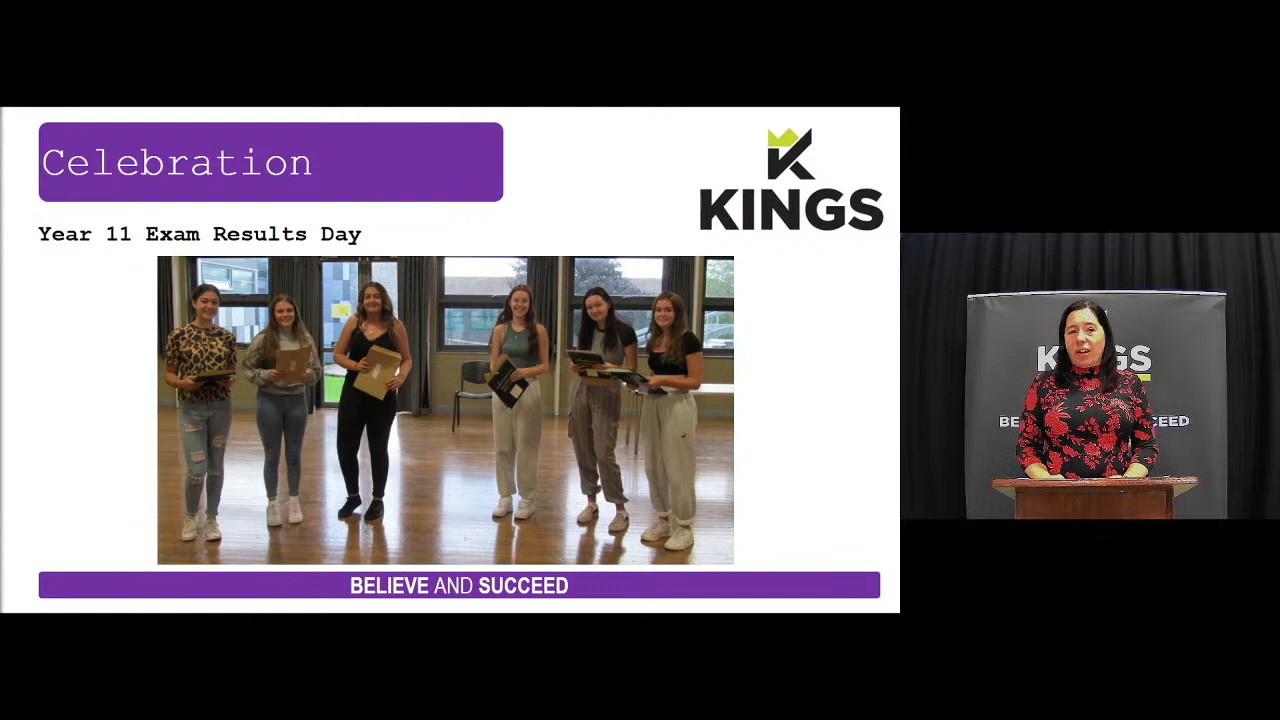 Celebration
KINGS
Year 11 Exam Results Day
BELIEVE AND SUCCEED